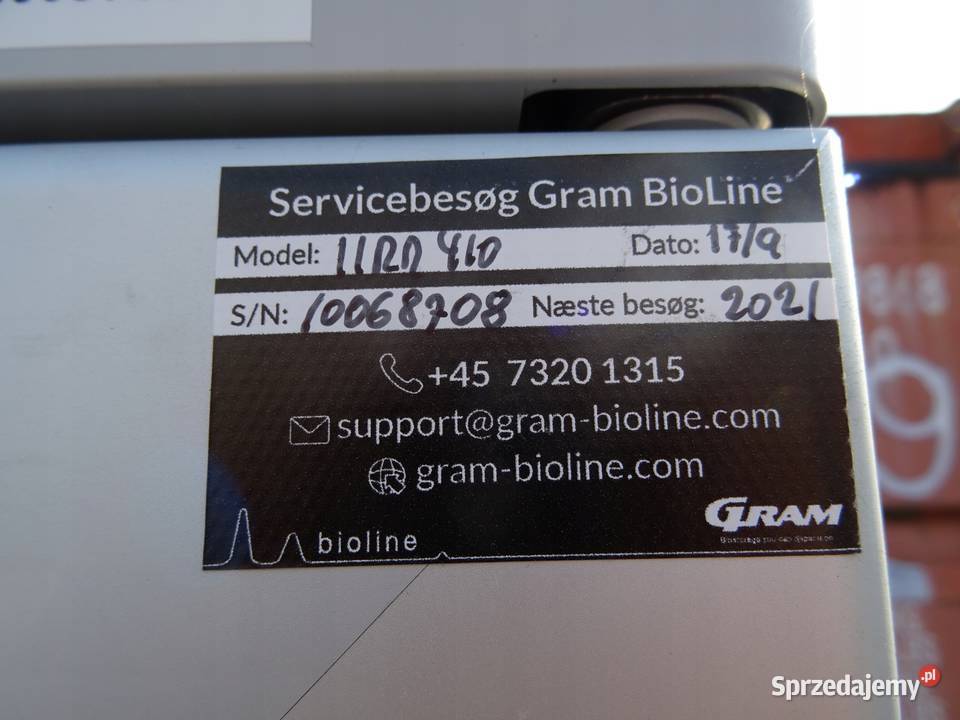 Servicebesøg Gram BioLine
Model: 410 Dato: 17/9
S/N: 10068708 Næste besøg: 2021
+45 7320 1315
support@gram-bioline.com
gram-bioline.com
GRAM
bioline
Sprzedajemy.pl